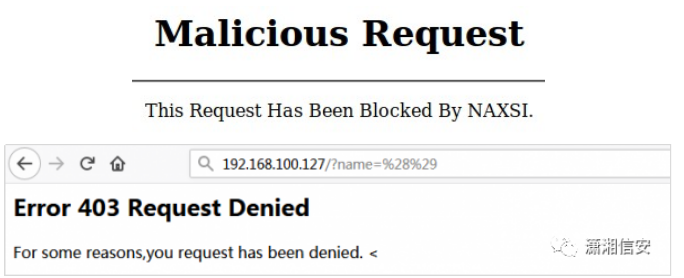 Malicious Request
This Request Has Been Blocked By NAXSI.
192.168.100.127/?name=%28%29
Error 403 Request Denied
For some reasons,you request has been denied. <
潇湘信安